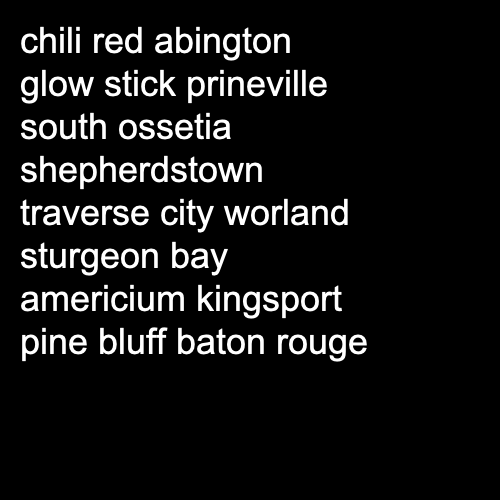 chili red abington
glow stick prineville
south ossetia
shepherdstown
traverse city worland
sturgeon bay
americium kingsport
pine bluff baton rouge